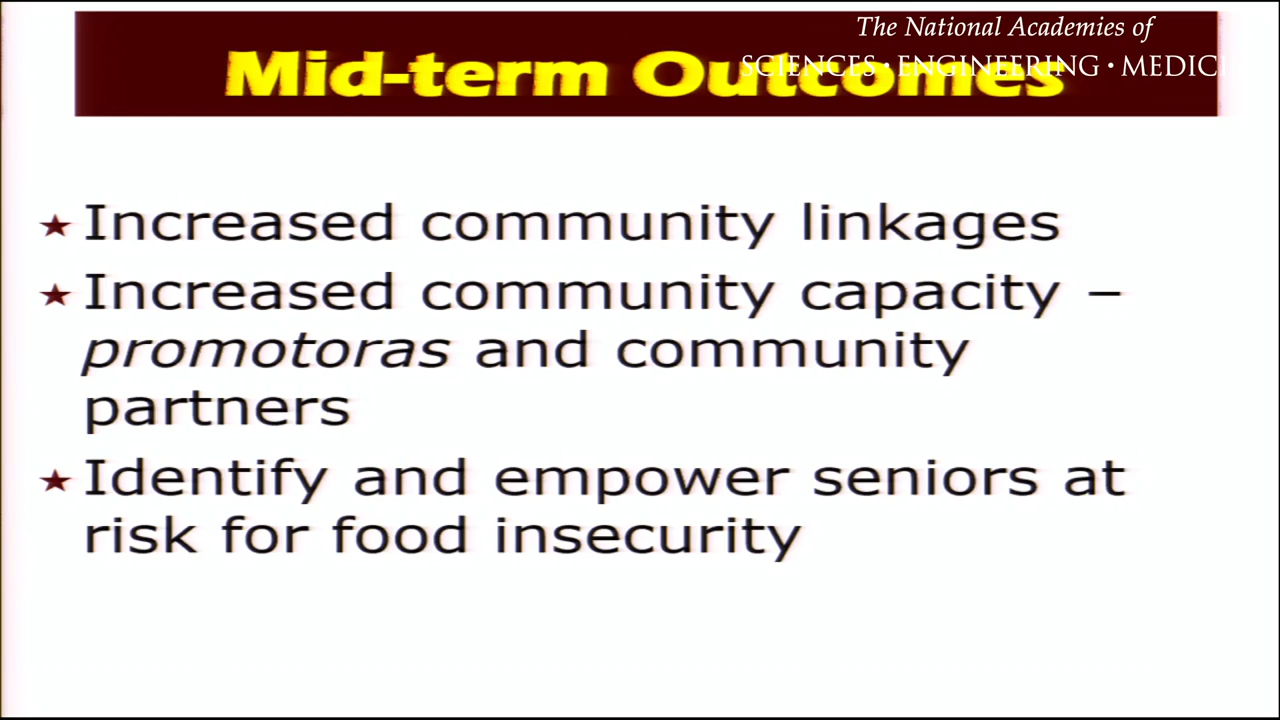 The National Academies of
SCIENCES · ENGINEERING ·
Mid-term Outcomes
★ Increased community linkages
★ Increased community capacity –
promotoras and community
partners
★ Identify and empower seniors at
risk for food insecurity